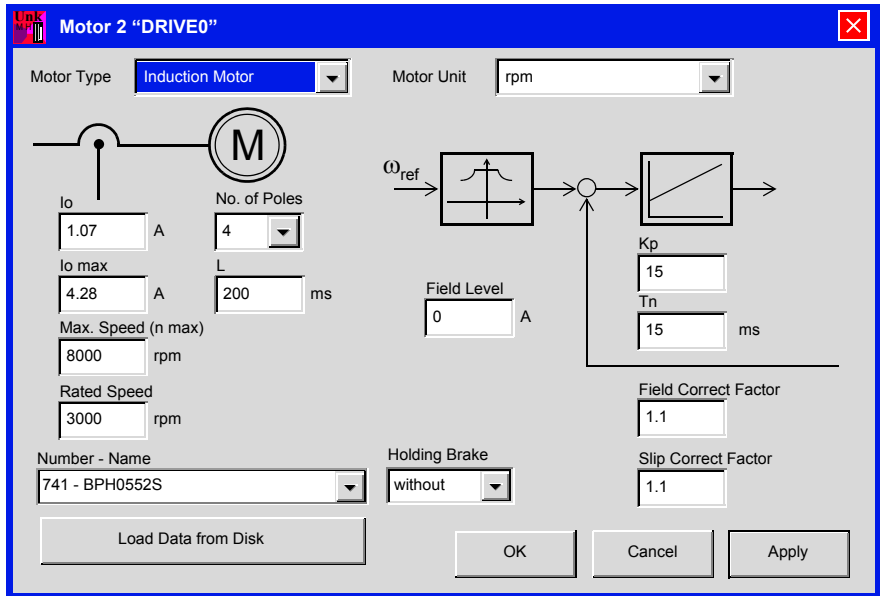 Motor 2 “DRIVE0”
Motor Type
Induction Motor
Motor Unit
rpm
M
ωref
Io
1.07
A
No. of Poles
4
Io max
4.28
A
L
200
ms
Max. Speed (n max)
8000
rpm
Rated Speed
3000
rpm
Field Level
0
A
Kp
15
Tn
15
ms
Field Correct Factor
1.1
Slip Correct Factor
1.1
Number - Name
741 - BPH0552S
Holding Brake
without
Load Data from Disk
OK
Cancel
Apply